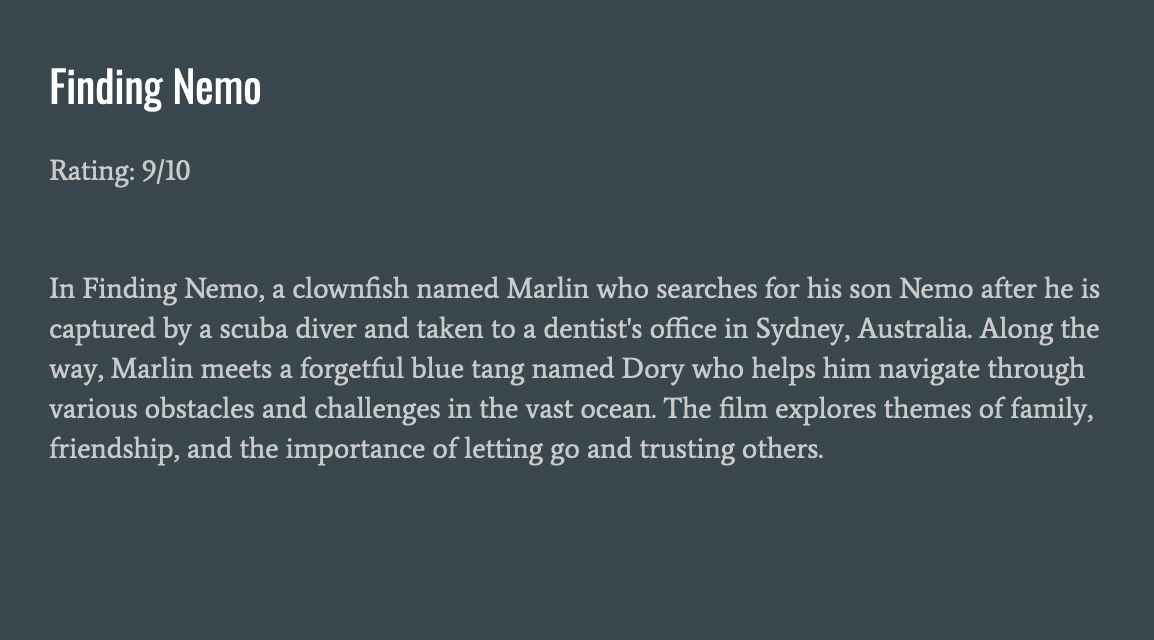 Finding Nemo
Rating: 9/10
In Finding Nemo, a clownfish named Marlin who searches for his son Nemo after he is
captured by a scuba diver and taken to a dentist's office in Sydney, Australia. Along the
way, Marlin meets a forgetful blue tang named Dory who helps him navigate through
various obstacles and challenges in the vast ocean. The film explores themes of family,
friendship, and the importance of letting go and trusting others.